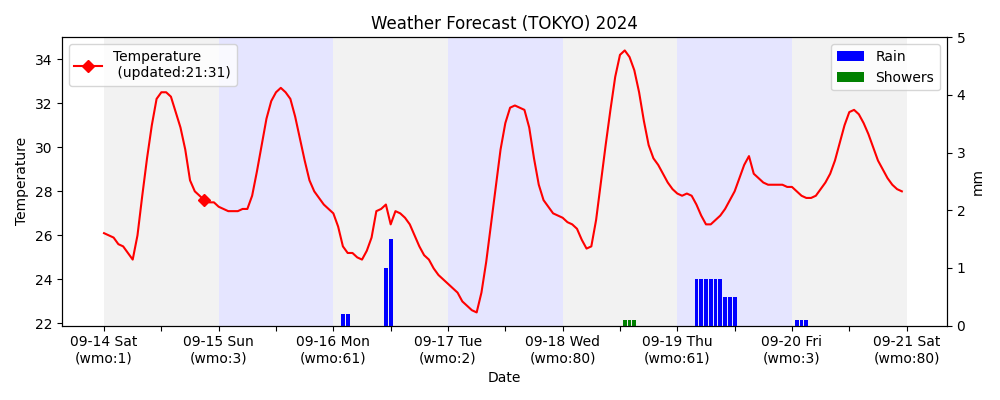 Weather Forecast (TOKYO) 2024
Temperature
(updated:21:31)
Rain
Showers
Temperature
34
32
30
28
26
24
22
5
4
3
2
1
0
mm
09-14 Sat
(wmo:1)
09-15 Sun
(wmo:3)
09-16 Mon
(wmo:61)
09-17 Tue
(wmo:2)
09-18 Wed
(wmo:80)
09-19 Thu
(wmo:61)
09-20 Fri
(wmo:3)
09-21 Sat
(wmo:80)
Date